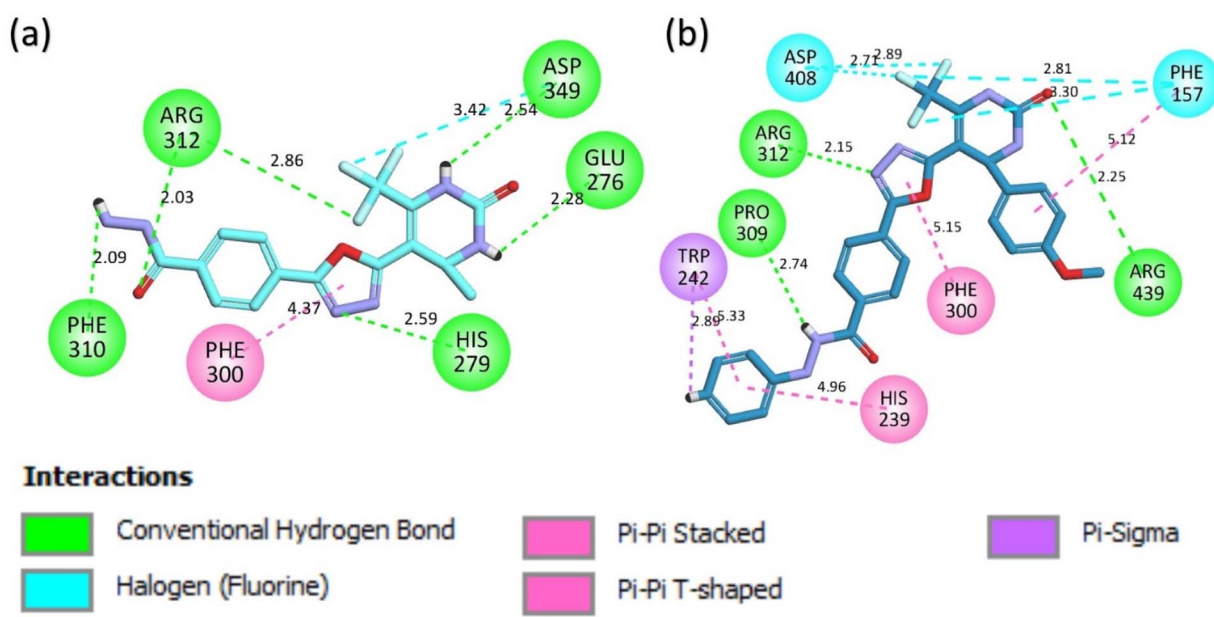 (a)
ASP
349
ARG
312
3.42
2.54
GLU
276
2.86
2.03
2.28
2.09
4.37
2.59
PHE
310
PHE
300
HIS
279
(b)
ASP
408
2.71
2.89
2.81
3.30
PHE
157
ARG
312
2.15
5.12
PRO
309
2.25
5.15
TRP
242
2.74
2.89
5.33
PHE
300
ARG
439
4.96
HIS
239
Interactions
Conventional Hydrogen Bond
Halogen (Fluorine)
Pi-Pi Stacked
Pi-Pi T-shaped
Pi-Sigma